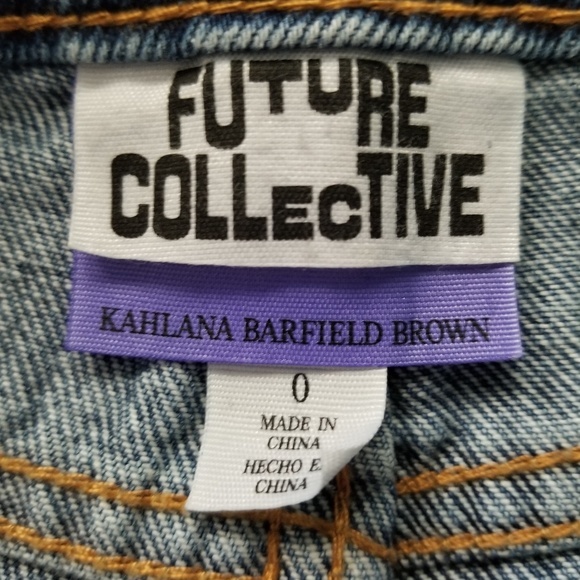 FUTURE
COLLECTIVE
KAHLANA BARFIELD BROWN
0
MADE IN
CHINA
HECHO E
CHINA